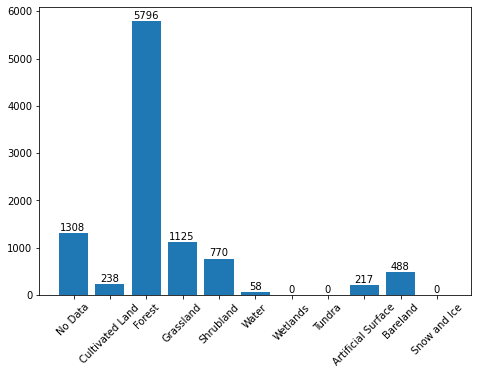 6000
5000
4000
3000
2000
1000
0
1308
238
5796
1125
770
58
0
0
217
488
0
No Data
Cultivated Land
Forest
Grassland
Shrubland
Water
Wetlands
Tundra
Artificial Surface
Bareland
Snow and Ice